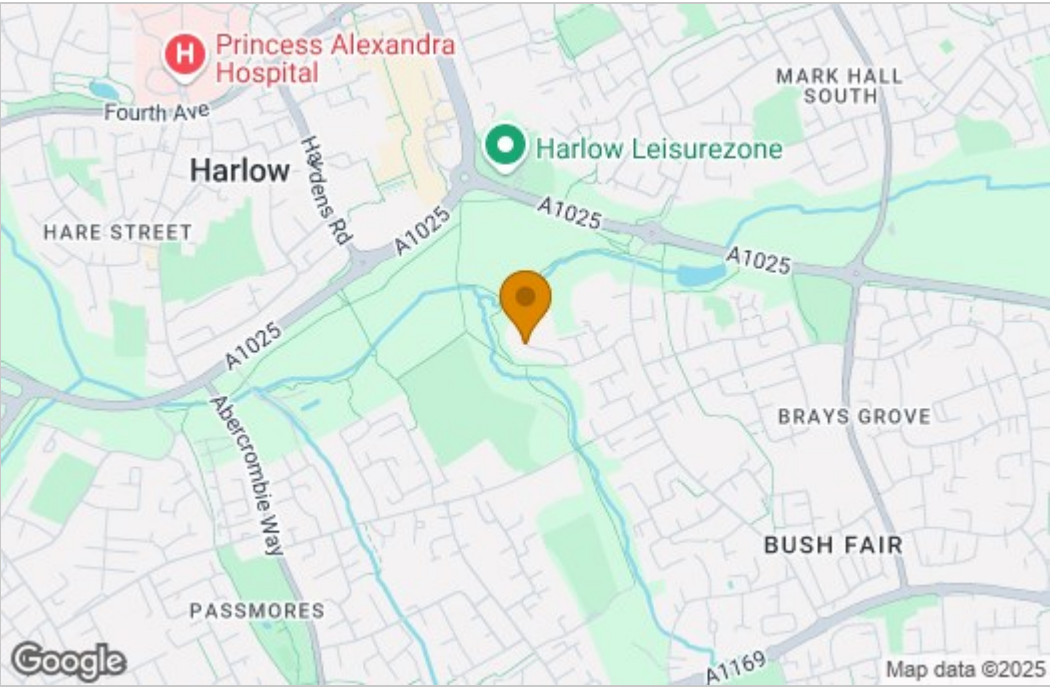 H
Princess Alexandra
Hospital
MARK HALL
SOUTH
Fourth Ave
Harlow
Haydens Rd
Harlow Leisurezone
HARE STREET
A1025
A1025
A1025
A1025
Abercrombie Way
BRAYS GROVE
BUSH FAIR
PASSMORES
A1169
Google
Map data ©2025